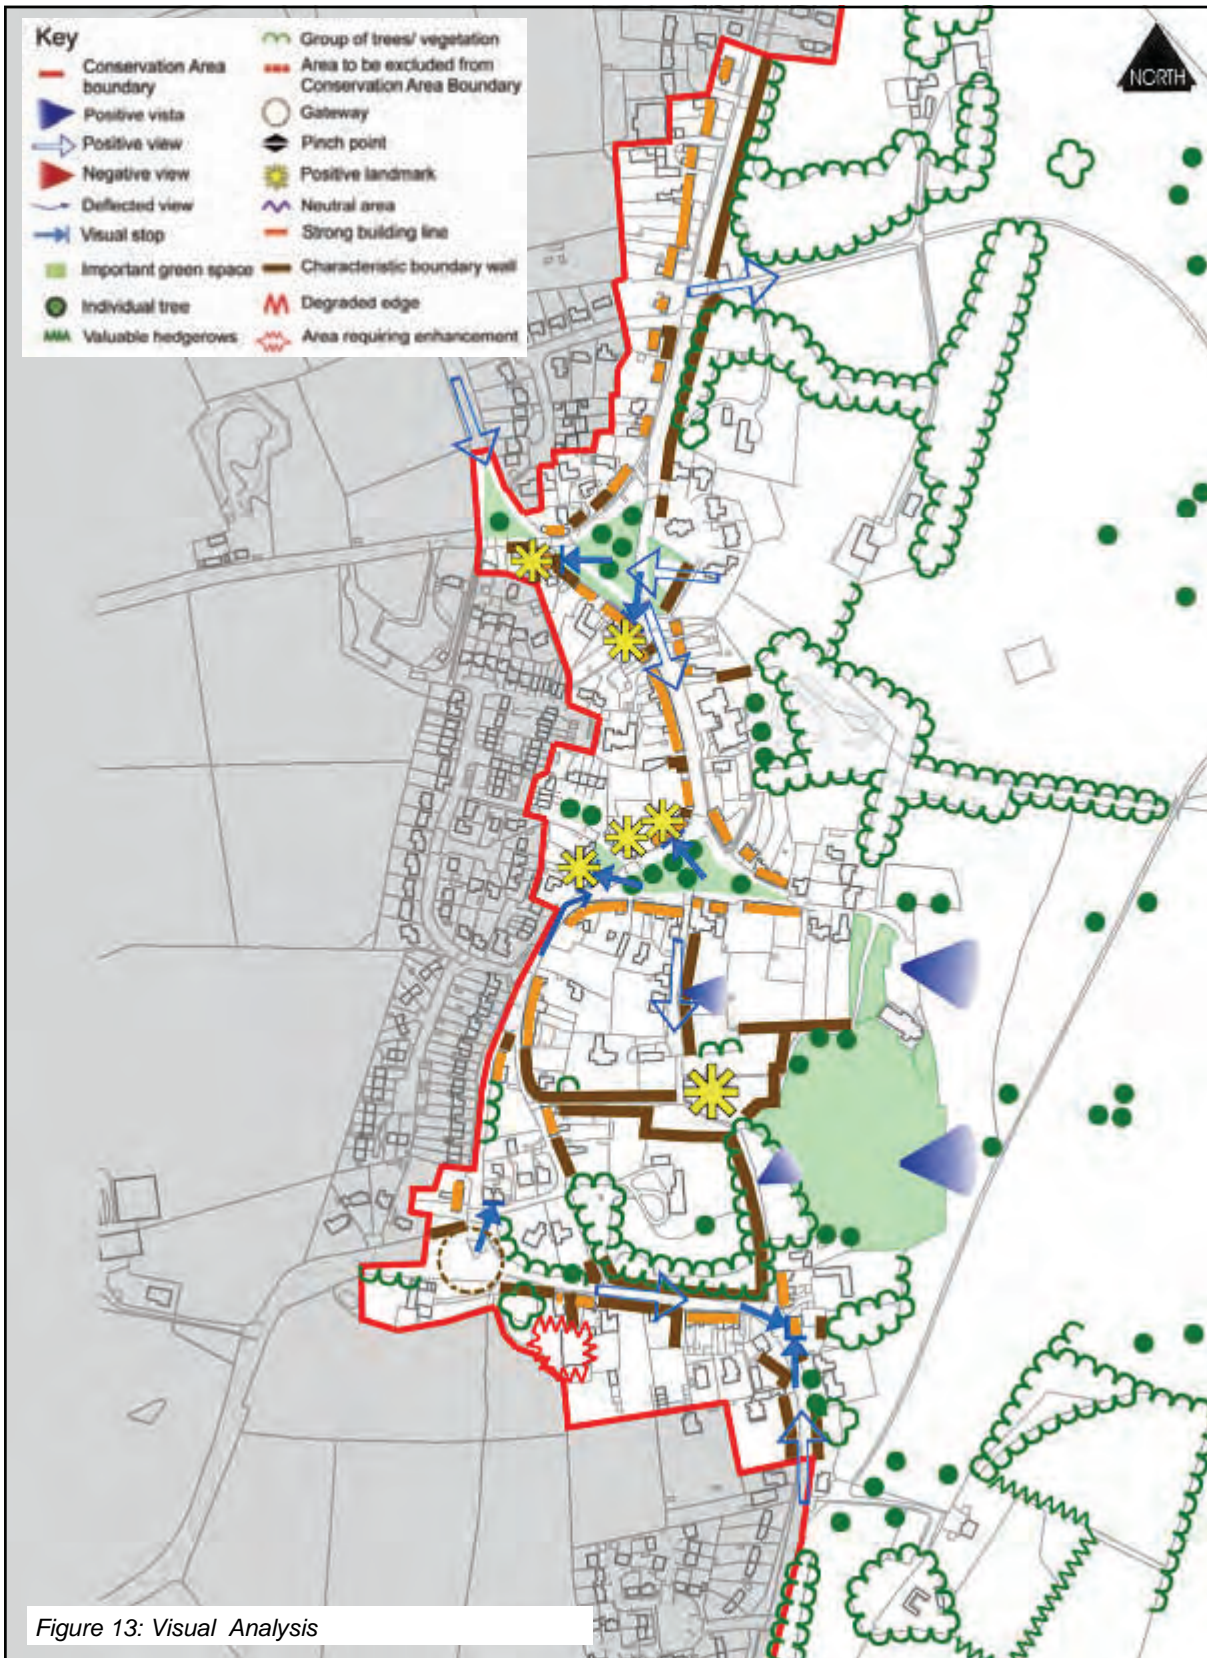 Key
Conservation Area
boundary
Positive vista
Positive view
Negative view
Deflected view
Visual stop
Important green space
Individual tree
Valuable hedgerows
Group of trees/ vegetation
Area to be excluded from
Conservation Area Boundary
Gateway
Pinch point
Positive landmark
Neutral area
Strong building line
Characteristic boundary wall
Degraded edge
Area requiring enhancement
NORTH
Figure 13: Visual Analysis